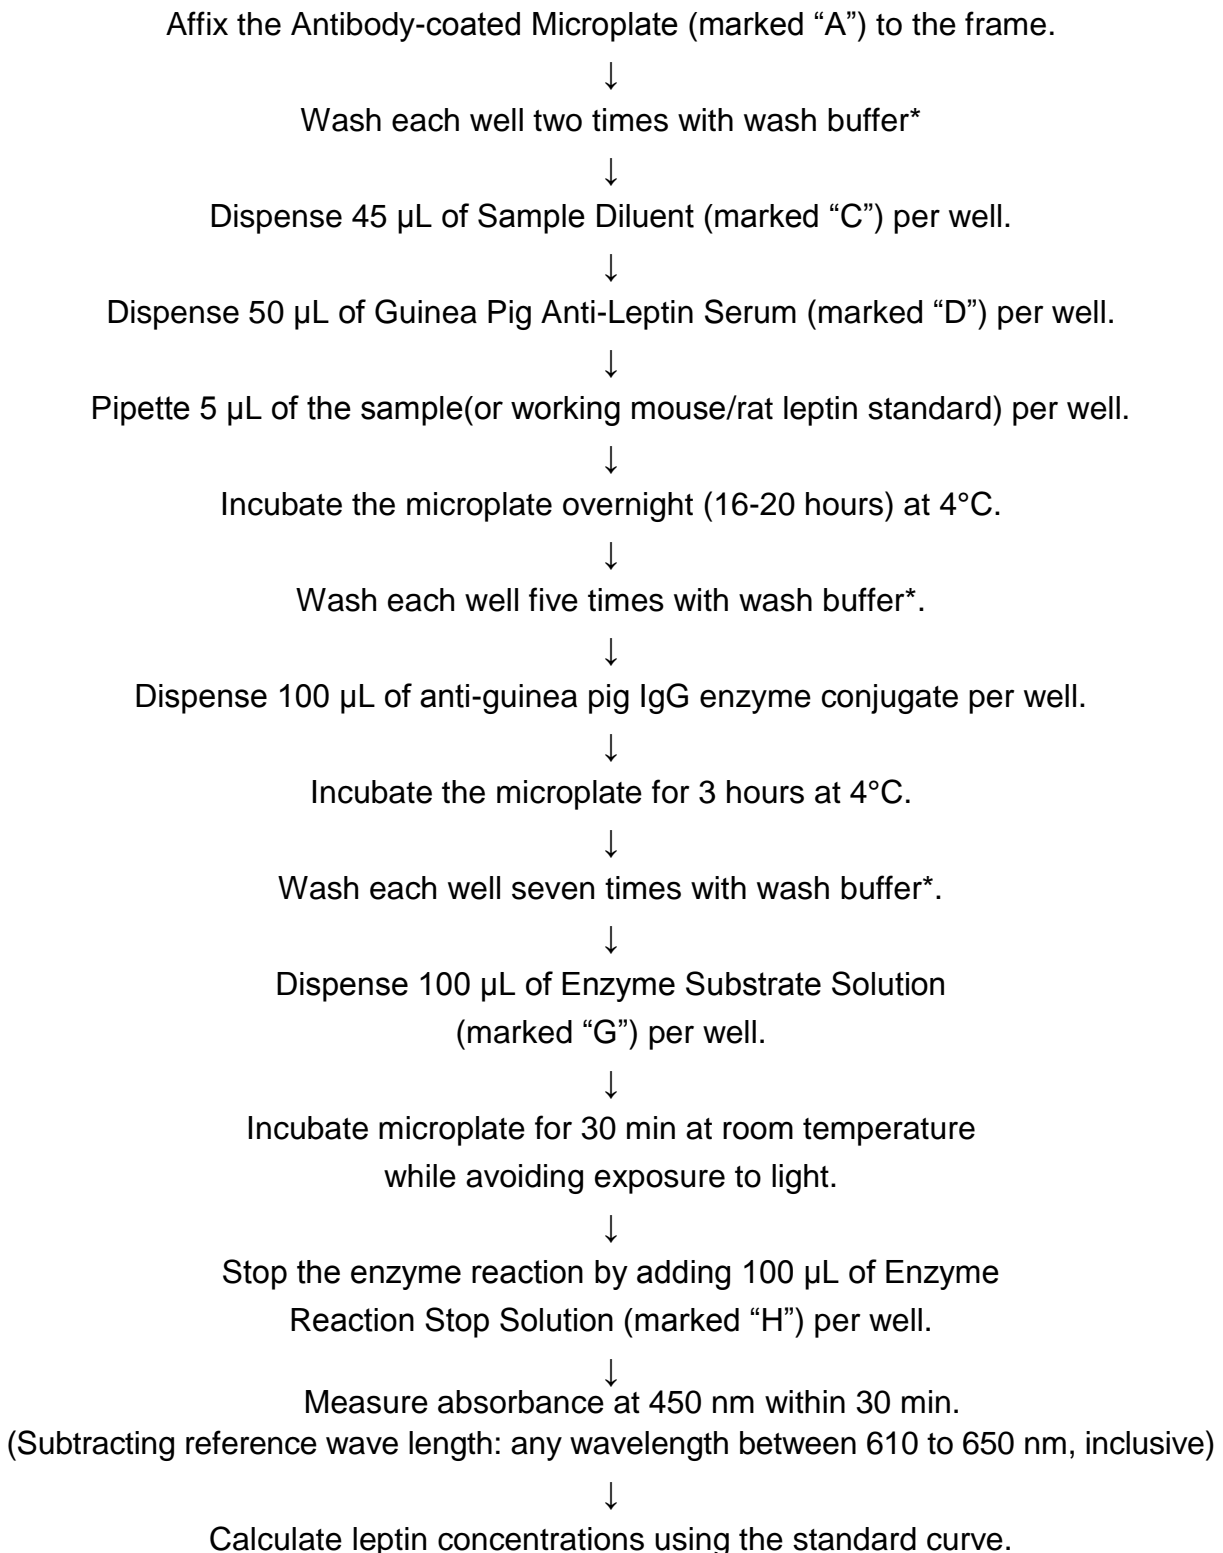 Affix the Antibody-coated Microplate (marked “A”) to the frame.
↓
Wash each well two times with wash buffer*
↓
Dispense 45 µL of Sample Diluent (marked “C”) per well.
↓
Dispense 50 µL of Guinea Pig Anti-Leptin Serum (marked “D”) per well.
↓
Pipette 5 µL of the sample(or working mouse/rat leptin standard) per well.
↓
Incubate the microplate overnight (16-20 hours) at 4°C.
↓
Wash each well five times with wash buffer*.
↓
Dispense 100 µL of anti-guinea pig IgG enzyme conjugate per well.
↓
Incubate the microplate for 3 hours at 4°C.
↓
Wash each well seven times with wash buffer*.
↓
Dispense 100 µL of Enzyme Substrate Solution
(marked “G”) per well.
↓
Incubate microplate for 30 min at room temperature
while avoiding exposure to light.
↓
Stop the enzyme reaction by adding 100 µL of Enzyme
Reaction Stop Solution (marked “H”) per well.
↓
Measure absorbance at 450 nm within 30 min.
(Subtracting reference wave length: any wavelength between 610 to 650 nm, inclusive)
↓
Calculate leptin concentrations using the standard curve.